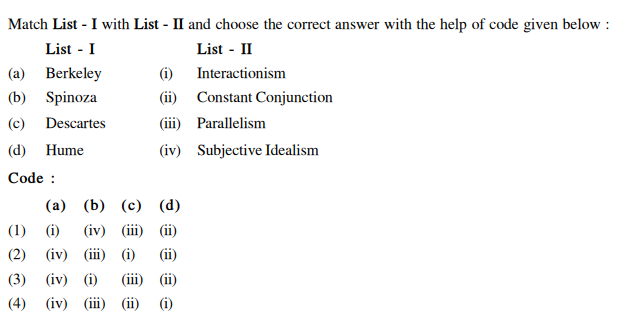 Match List - I with List - II and choose the correct answer with the help of code given below :
List - I List - II
(a) Berkeley (i) Interactionism
(b) Spinoza (ii) Constant Conjunction
(c) Descartes (iii) Parallelism
(d) Hume (iv) Subjective Idealism
Code :
(a) (b) (c) (d)
(1) (i) (iv) (iii) (ii)
(2) (iv) (iii) (i) (ii)
(3) (iv) (i) (iii) (ii)
(4) (iv) (iii) (ii) (i)